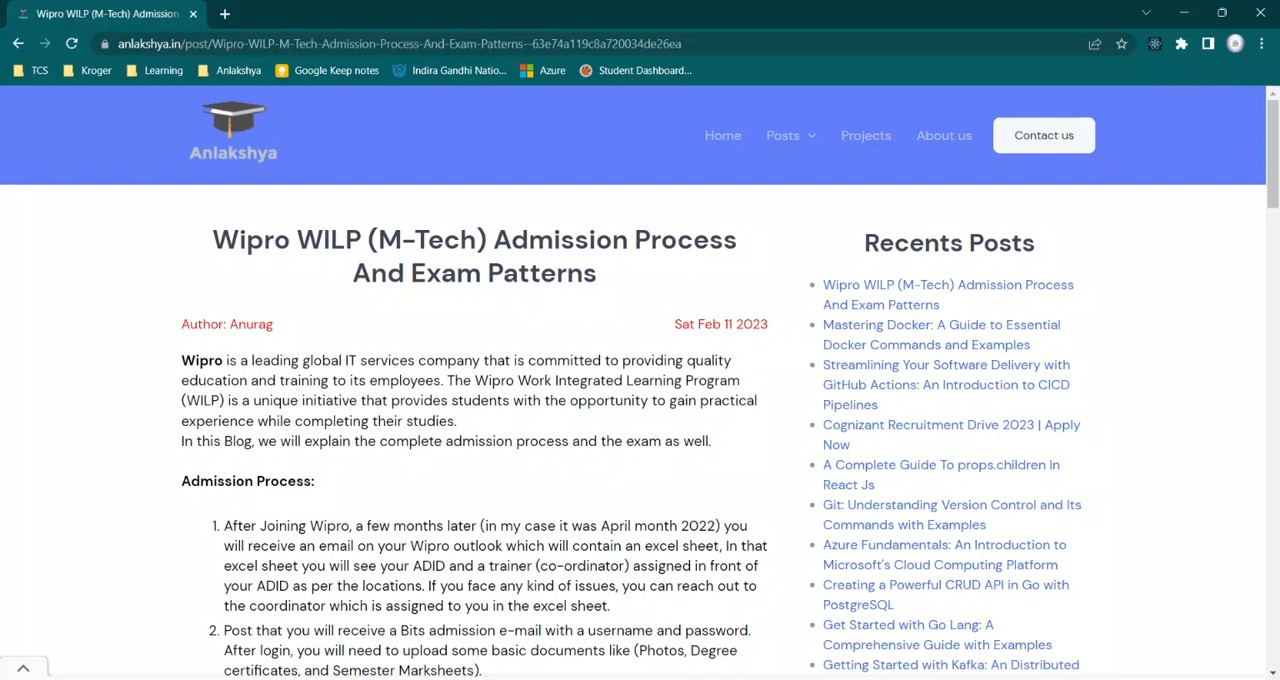 Wipro WILP (M-Tech) Admission
anlakshya.in/post/Wipro-WILP-M-Tech-Admission-Process-And-Exam-Patterns--63e74a119c8a720034de26ea
TCS Kroger Learning Anlakshya Google Keep notes Indira Gandhi Natio... Azure Student Dashboard...
Anlakshya
Home Posts Projects About us Contact us
Wipro WILP (M-Tech) Admission Process
And Exam Patterns
Author: Anurag Sat Feb 11 2023
Wipro is a leading global IT services company that is committed to providing quality
education and training to its employees. The Wipro Work Integrated Learning Program
(WILP) is a unique initiative that provides students with the opportunity to gain practical
experience while completing their studies.
In this Blog, we will explain the complete admission process and the exam as well.
Admission Process:
1. After Joining Wipro, a few months later (in my case it was April month 2022) you
will receive an email on your Wipro outlook which will contain an excel sheet, In that
excel sheet you will see your ADID and a trainer (co-ordinator) assigned in front of
your ADID as per the locations. If you face any kind of issues, you can reach out to
the coordinator which is assigned to you in the excel sheet.
2. Post that you will receive a Bits admission e-mail with a username and password.
After login, you will need to upload some basic documents like (Photos, Degree
certificates, and Semester Marksheets).
Recents Posts
Wipro WILP (M-Tech) Admission Process
And Exam Patterns
Mastering Docker: A Guide to Essential
Docker Commands and Examples
Streamlining Your Software Delivery with
GitHub Actions: An Introduction to CICD
Pipelines
Cognizant Recruitment Drive 2023 | Apply
Now
A Complete Guide To props.children In
React Js
Git: Understanding Version Control and Its
Commands with Examples
Azure Fundamentals: An Introduction to
Microsoft's Cloud Computing Platform
Creating a Powerful CRUD API in Go with
PostgreSQL
Get Started with Go Lang: A
Comprehensive Guide with Examples
Getting Started with Kafka: An Distributed